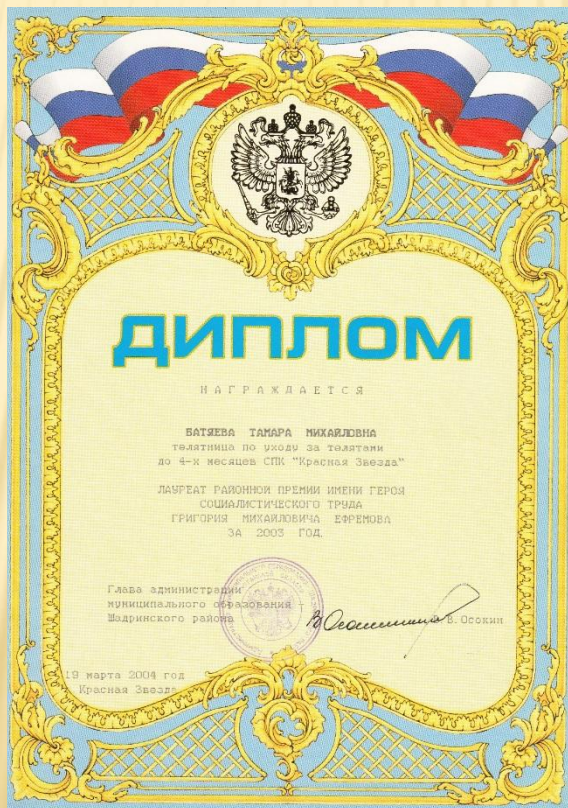 ДИПЛОМ
НАГРАЖДАЕТСЯ
БАТЯЕВА ТАМАРА МИХАЙЛОВНА
телятница по уходу за телятами
до 4-х месяцев СПК "Красная Звезда"
ЛАУРЕАТ РАЙОННОЙ ПРЕМИИ ИМЕНИ ГЕРОЯ
СОЦИАЛИСТИЧЕСКОГО ТРУДА
ГРИГОРИЯ МИХАЙЛОВИЧА ЕФРЕМОВА
ЗА 2003 ГОД.
Глава администрации
муниципального образования -
Шадринского района
В. Осокин
19 марта 2004 год
Красная Звезда